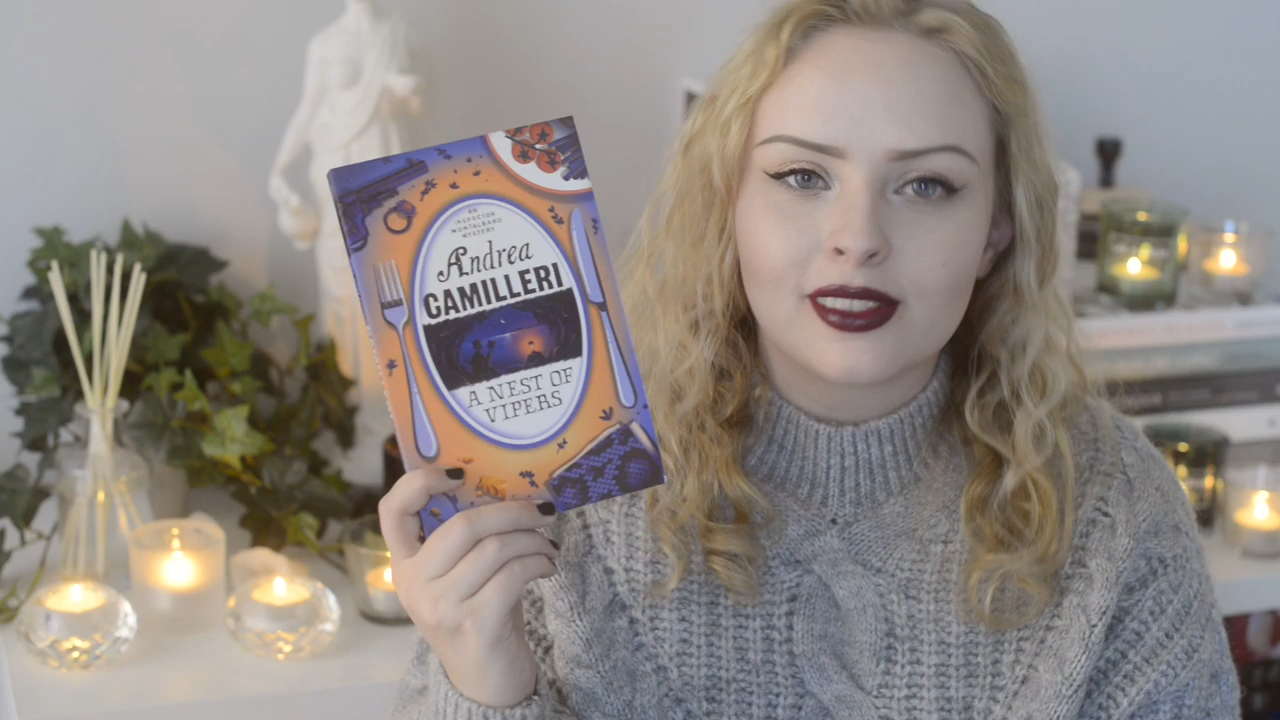 AN
INSPECTOR
MONTALBANO
MYSTERY
Andrea
CAMILLERI
A NEST OF
VIPERS